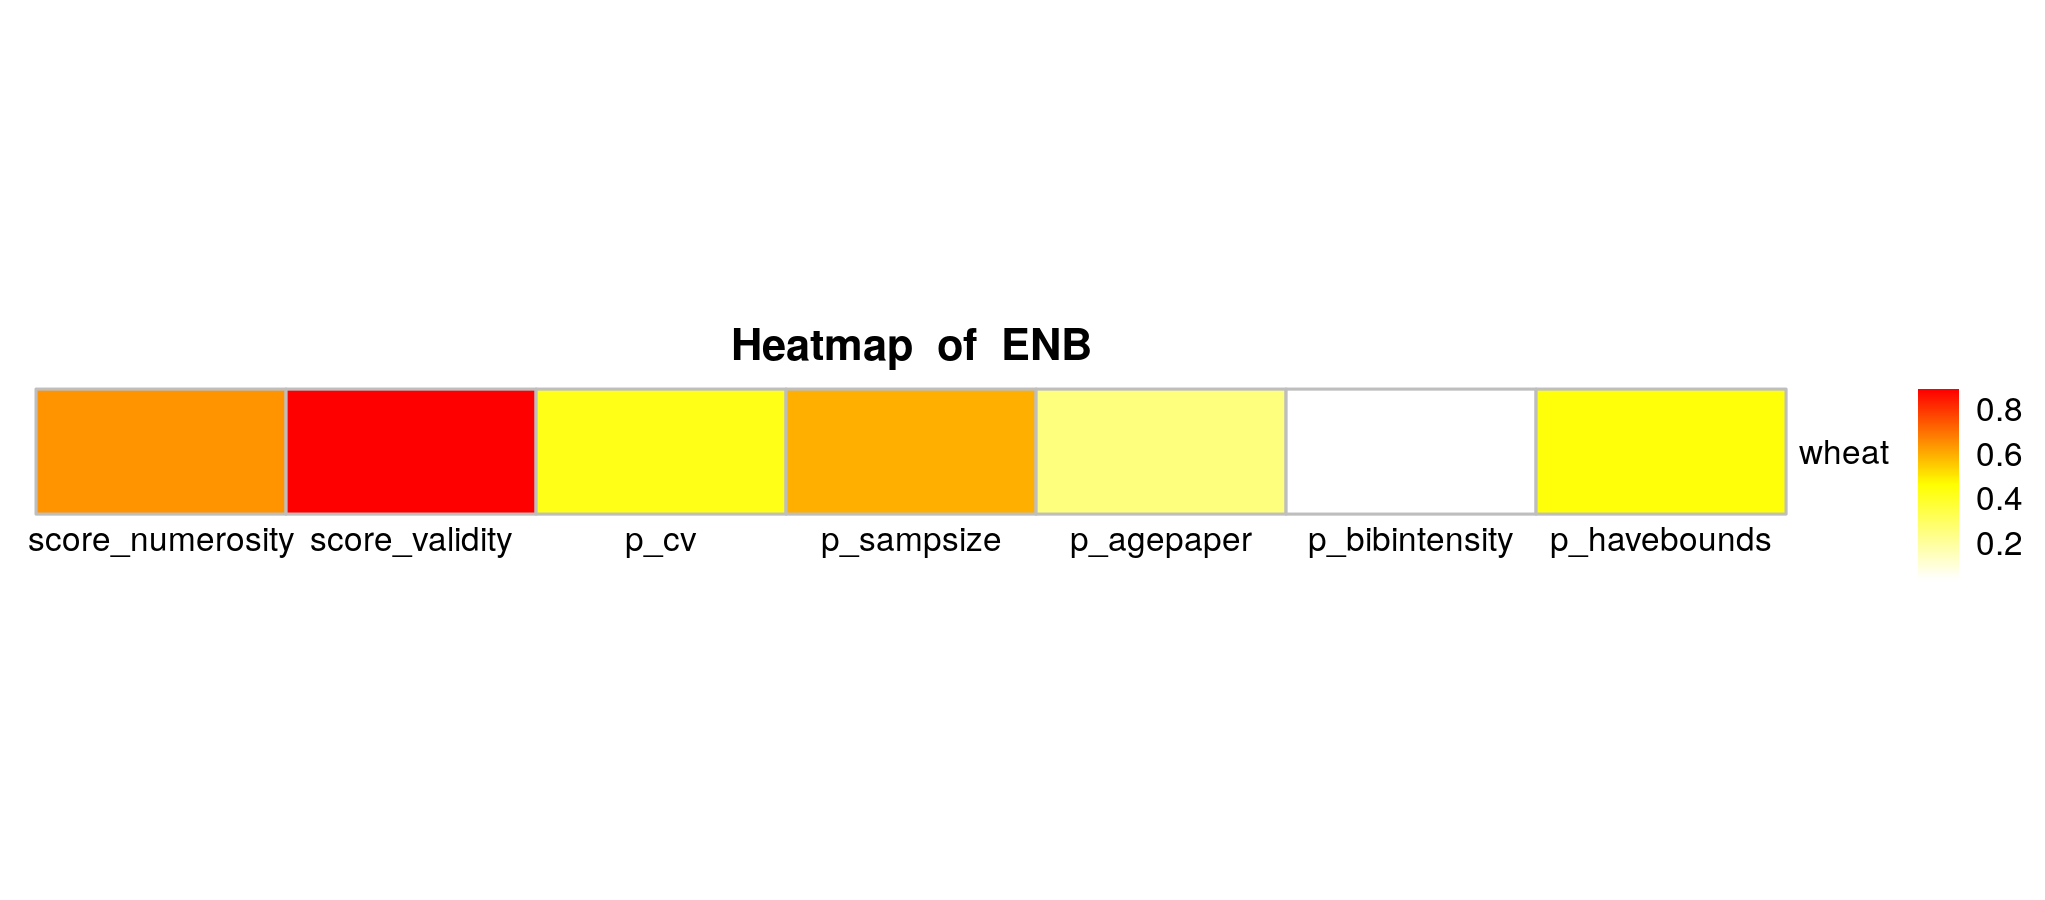 Heatmap of ENB
wheat
score_numerosity score_validity p_cv p_sampsize p_agepaper p_bibintensity p_havebounds
0.8
0.6
0.4
0.2